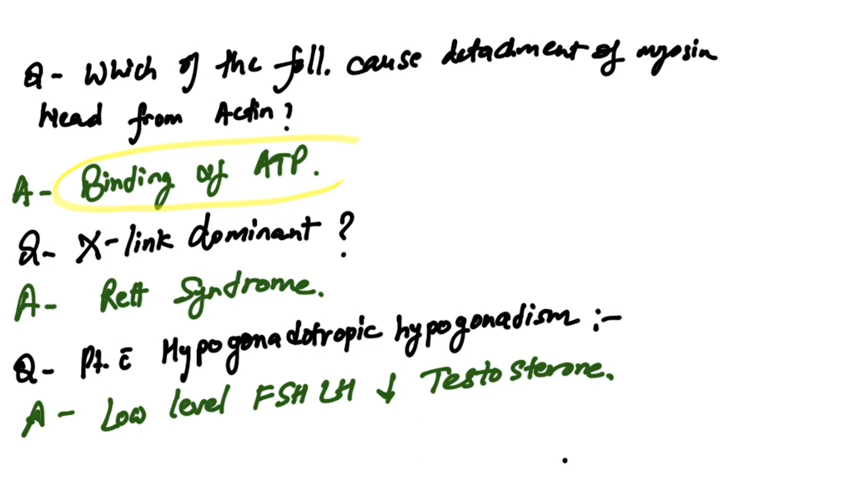 Q- Which of the foll. cause detachment of myosin
Head from Actin?
A- Binding of ATP.
Q- X-link dominant?
A- Rett Syndrome.
Q- Pt. c̄ Hypogonadotropic hypogonadism :-
A- Low level FSH LH ↓ Testosterone.